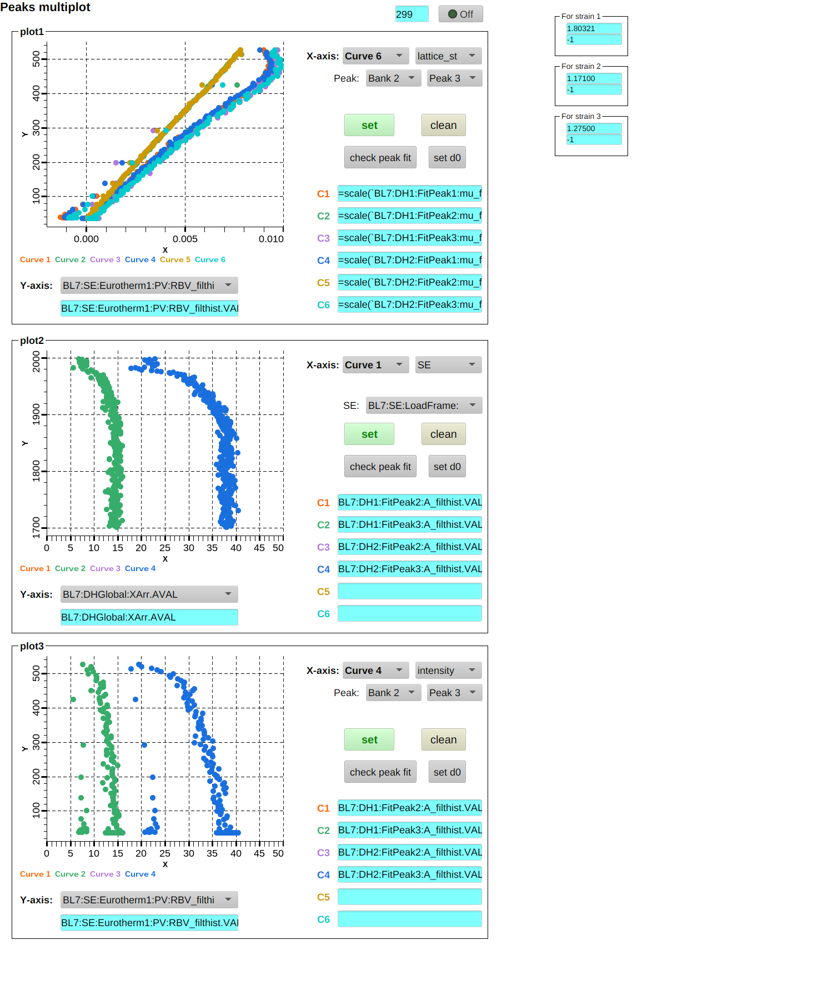 Peaks multiplot
299
Off
For strain 1
1.80321
-1
For strain 2
1.17100
-1
For strain 3
1.27500
-1
plot1
500
400
300
200
100
Y
0.000 0.005 0.010
X
Curve 1 Curve 2 Curve 3 Curve 4 Curve 5 Curve 6
Y-axis: BL7:SE:Eurotherm1:PV:RBV_filthi
BL7:SE:Eurotherm1:PV:RBV_filthist.VAL
X-axis: Curve 6 lattice_st
Peak: Bank 2 Peak 3
set clean
check peak fit set d0
C1 =scale(`BL7:DH1:FitPeak1:mu_f
C2 =scale(`BL7:DH1:FitPeak2:mu_f
C3 =scale(`BL7:DH1:FitPeak3:mu_f
C4 =scale(`BL7:DH2:FitPeak1:mu_f
C5 =scale(`BL7:DH2:FitPeak2:mu_f
C6 =scale(`BL7:DH2:FitPeak3:mu_f
plot2
2000
1900
1800
1700
Y
0 5 10 15 20 25 30 35 40 45 50
X
Curve 1 Curve 2 Curve 3 Curve 4
Y-axis: BL7:DHGlobal:XArr.AVAL
BL7:DHGlobal:XArr.AVAL
X-axis: Curve 1 SE
SE: BL7:SE:LoadFrame:
set clean
check peak fit set d0
C1 BL7:DH1:FitPeak2:A_filthist.VAL
C2 BL7:DH1:FitPeak3:A_filthist.VAL
C3 BL7:DH2:FitPeak2:A_filthist.VAL
C4 BL7:DH2:FitPeak3:A_filthist.VAL
C5
C6
plot3
500
400
300
200
100
Y
0 5 10 15 20 25 30 35 40 45 50
X
Curve 1 Curve 2 Curve 3 Curve 4
Y-axis: BL7:SE:Eurotherm1:PV:RBV_filthi
BL7:SE:Eurotherm1:PV:RBV_filthist.VAL
X-axis: Curve 4 intensity
Peak: Bank 2 Peak 3
set clean
check peak fit set d0
C1 BL7:DH1:FitPeak2:A_filthist.VAL
C2 BL7:DH1:FitPeak3:A_filthist.VAL
C3 BL7:DH2:FitPeak2:A_filthist.VAL
C4 BL7:DH2:FitPeak3:A_filthist.VAL
C5
C6